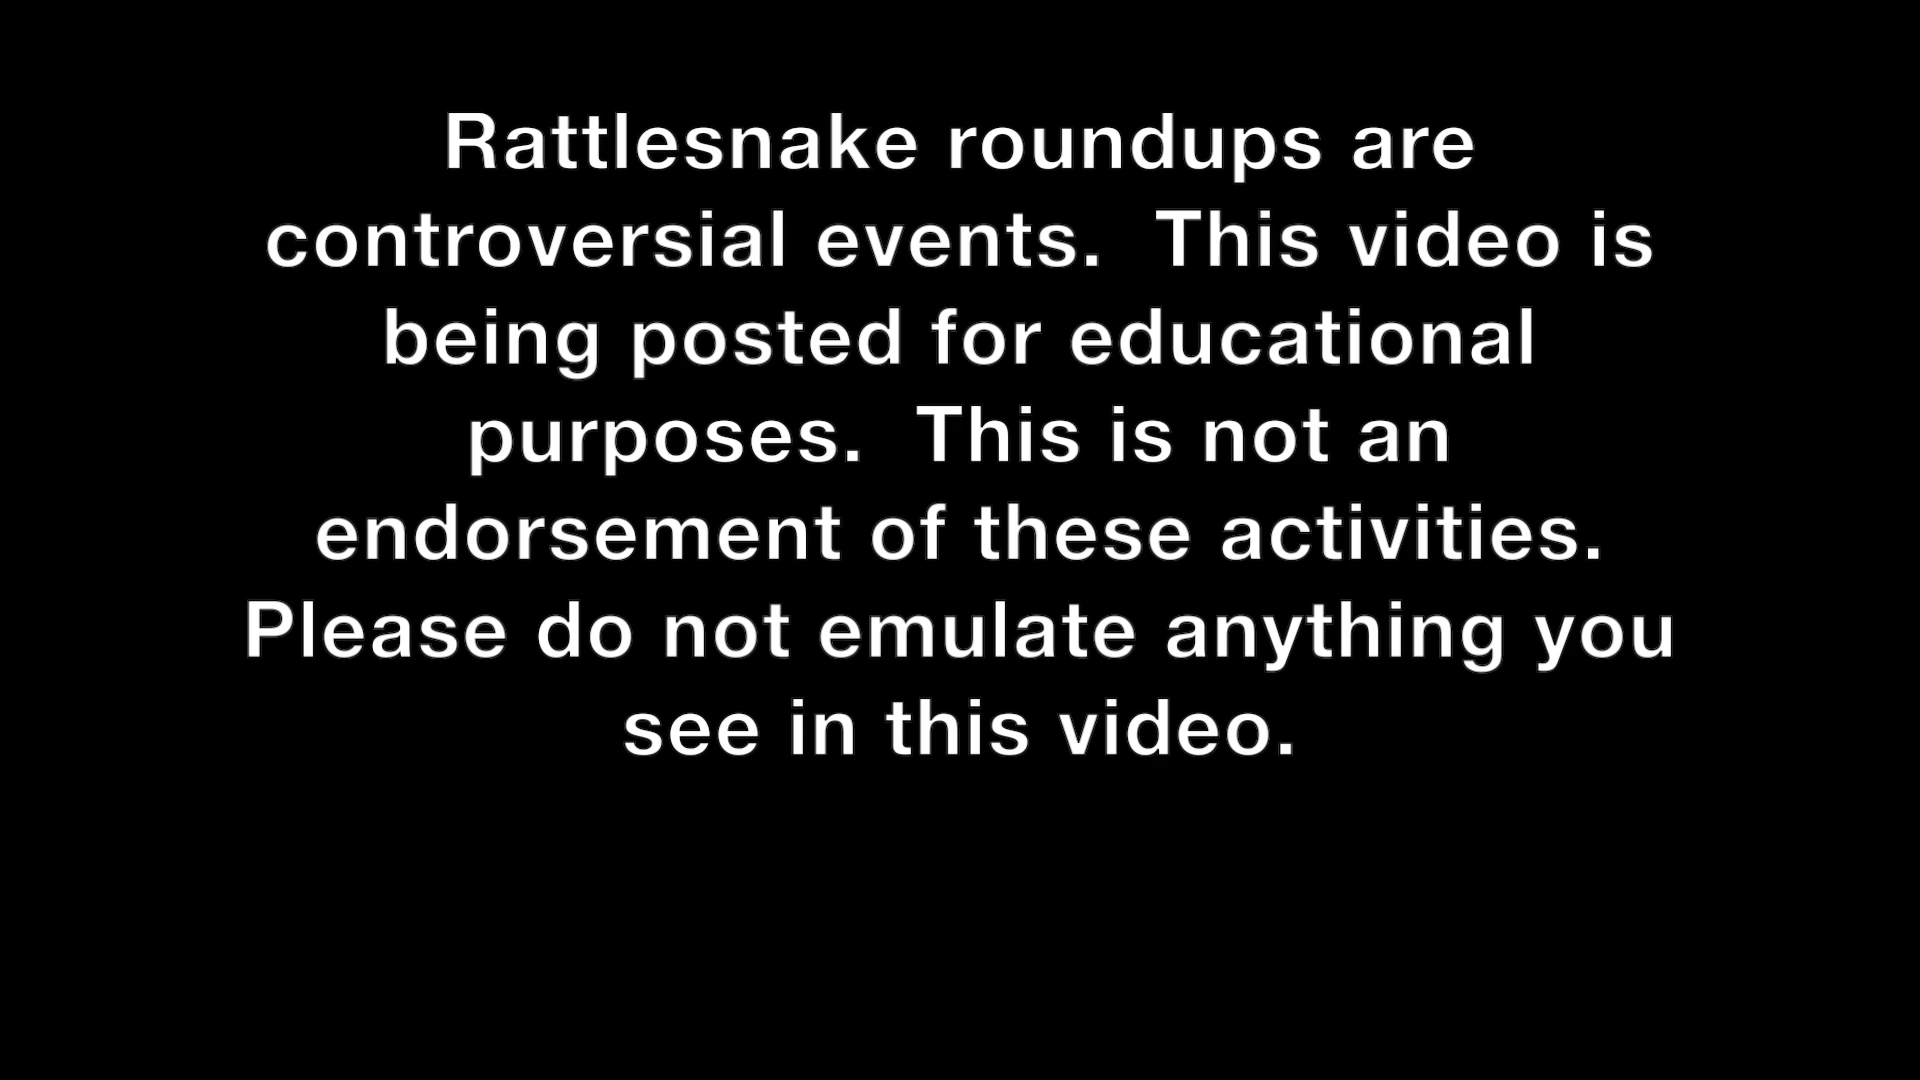 Rattlesnake roundups are
controversial events.  This video is
being posted for educational
purposes.  This is not an
endorsement of these activities.
Please do not emulate anything you
see in this video.